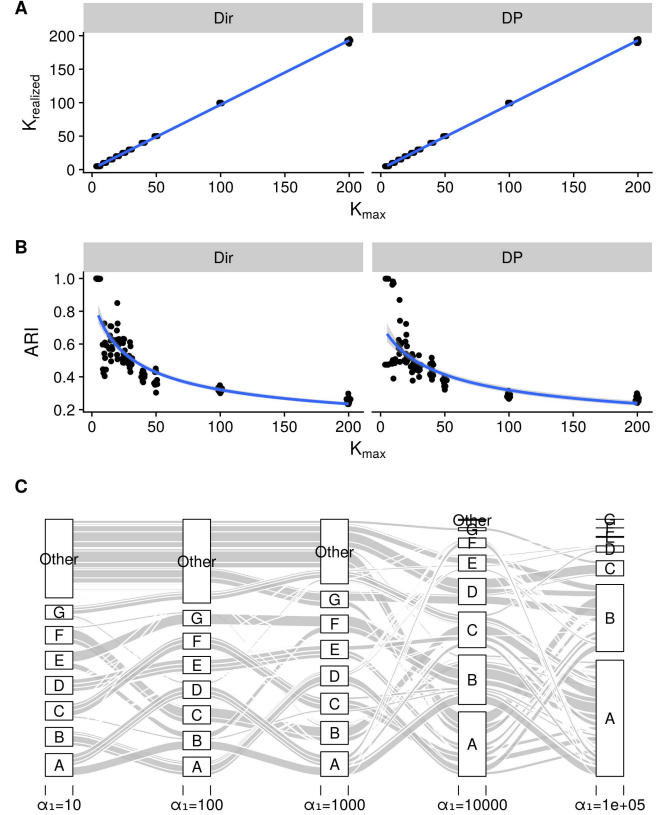 A
Dir
DP
K_realized
200
150
100
50
0
0 50 100 150 200
0 50 100 150 200
K_max
B
Dir
DP
ARI
1.0
0.8
0.6
0.4
0.2
0 50 100 150 200
0 50 100 150 200
K_max
C
Other
G
F
E
D
C
B
A
Other
G
F
E
D
C
B
A
Other
G
F
E
D
C
B
A
Other
G
F
E
D
C
B
A
G
F
E
D
C
B
A
α₁=10
α₁=100
α₁=1000
α₁=10000
α₁=1e+05